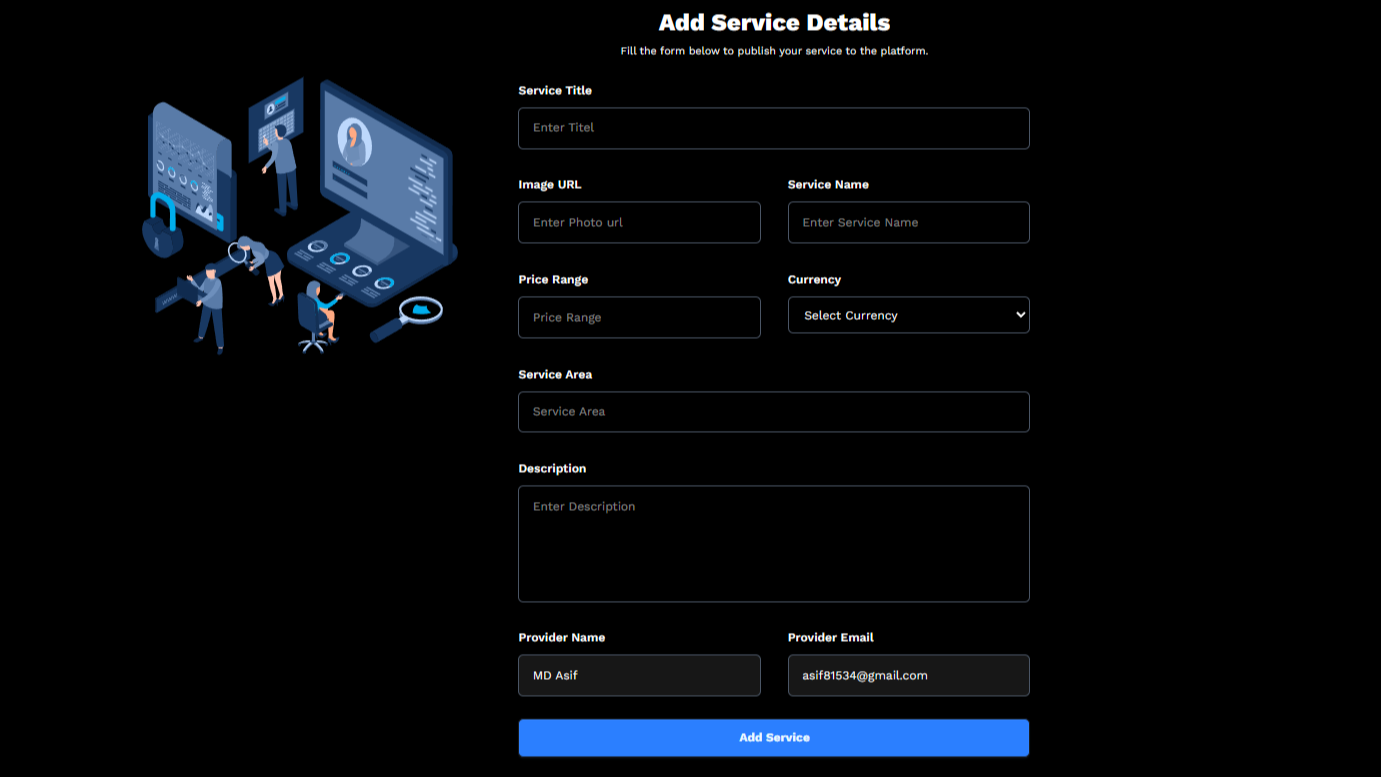 Add Service Details
Fill the form below to publish your service to the platform.
Service Title
Enter Titel
Image URL
Service Name
Enter Photo url
Enter Service Name
Price Range
Currency
Price Range
Select Currency
Service Area
Service Area
Description
Enter Description
Provider Name
Provider Email
MD Asif
asif81534@gmail.com
Add Service